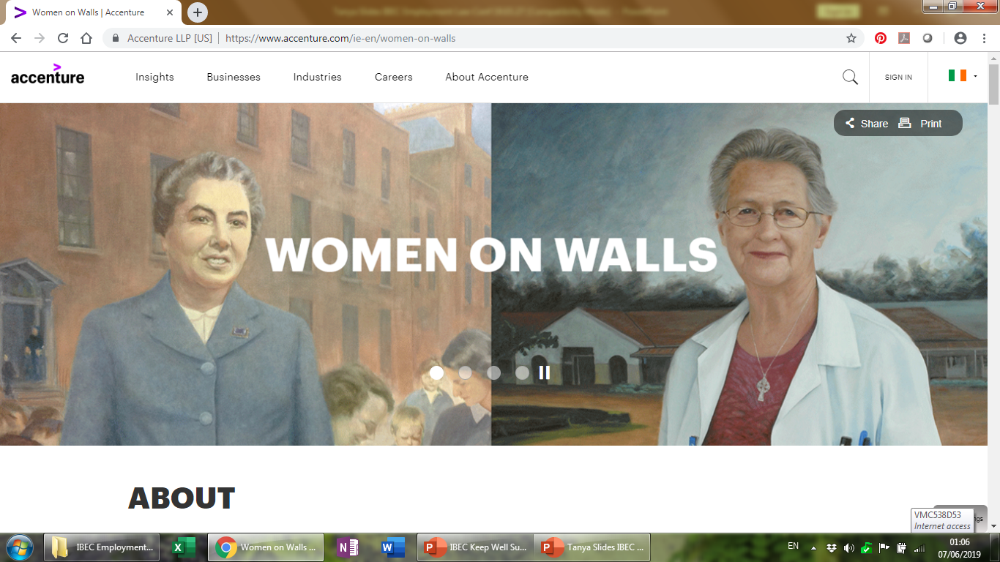 Women on Walls | Accenture
Accenture LLP [US] | https://www.accenture.com/ie-en/women-on-walls
accenture
Insights
Businesses
Industries
Careers
About Accenture
SIGN IN
Share
Print
WOMEN ON WALLS
ABOUT
VMC538D53
Internet access
IBEC Employment...
Women on Walls ...
IBEC Keep Well Su...
Tanya Slides IBEC ...
EN
01:06
07/06/2019